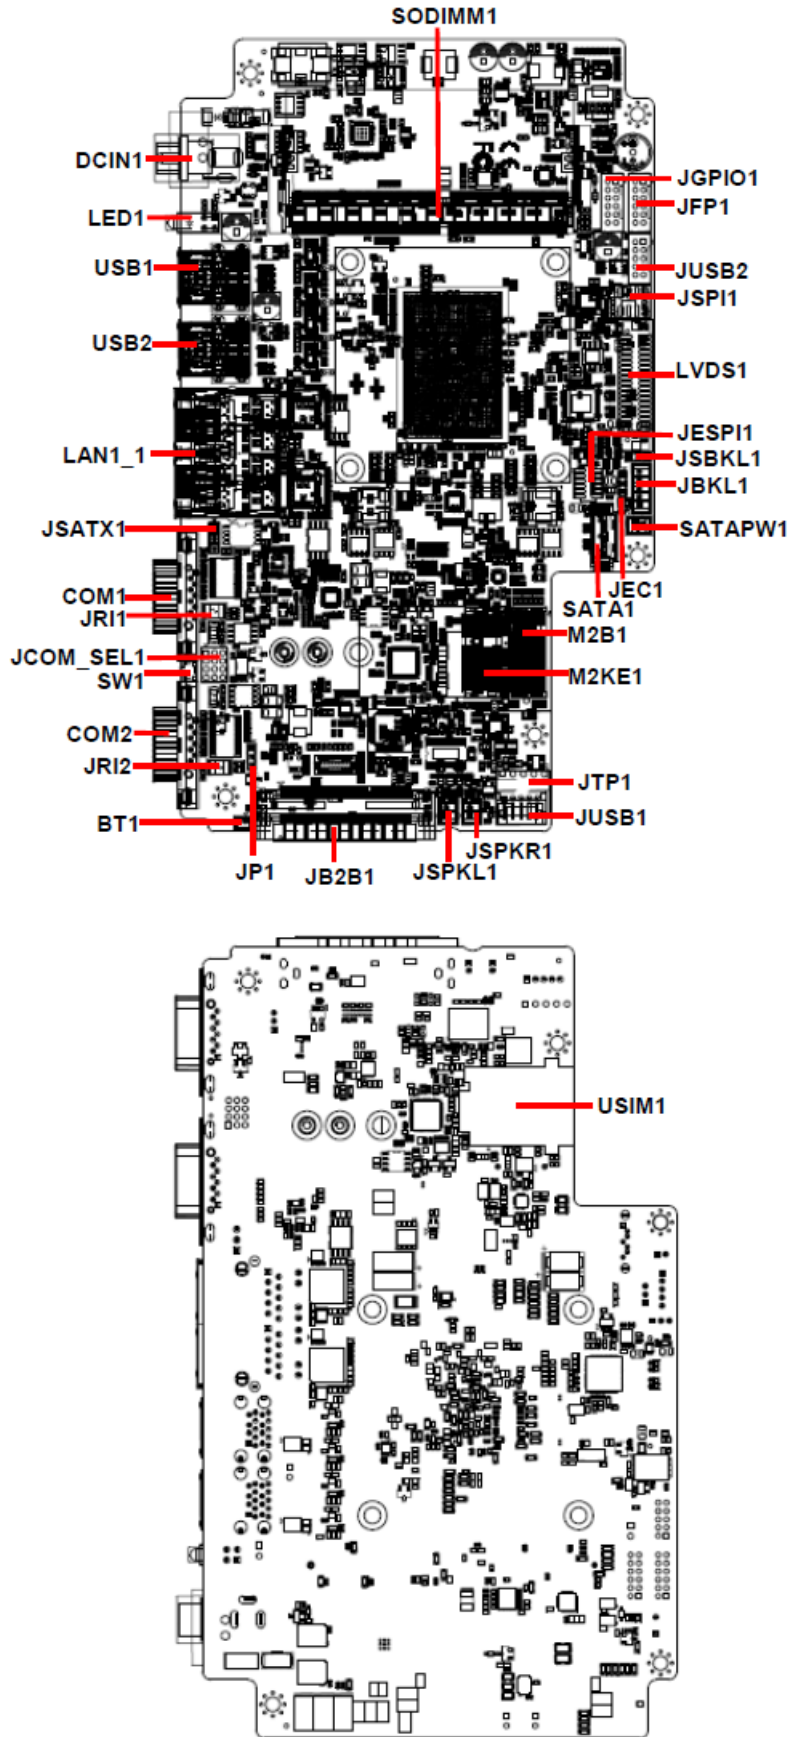 SODIMM1
DCIN1
JGPIO1
LED1
JFP1
USB1
JUSB2
JSPI1
USB2
LVDS1
JESPI1
LAN1_1
JSBKL1
JBKL1
JSATX1
SATAPW1
JEC1
COM1
SATA1
JRI1
M2B1
JCOM_SEL1
SW1
M2KE1
COM2
JRI2
JTP1
BT1
JUSB1
JSPKR1
JP1
JB2B1
JSPKL1
USIM1